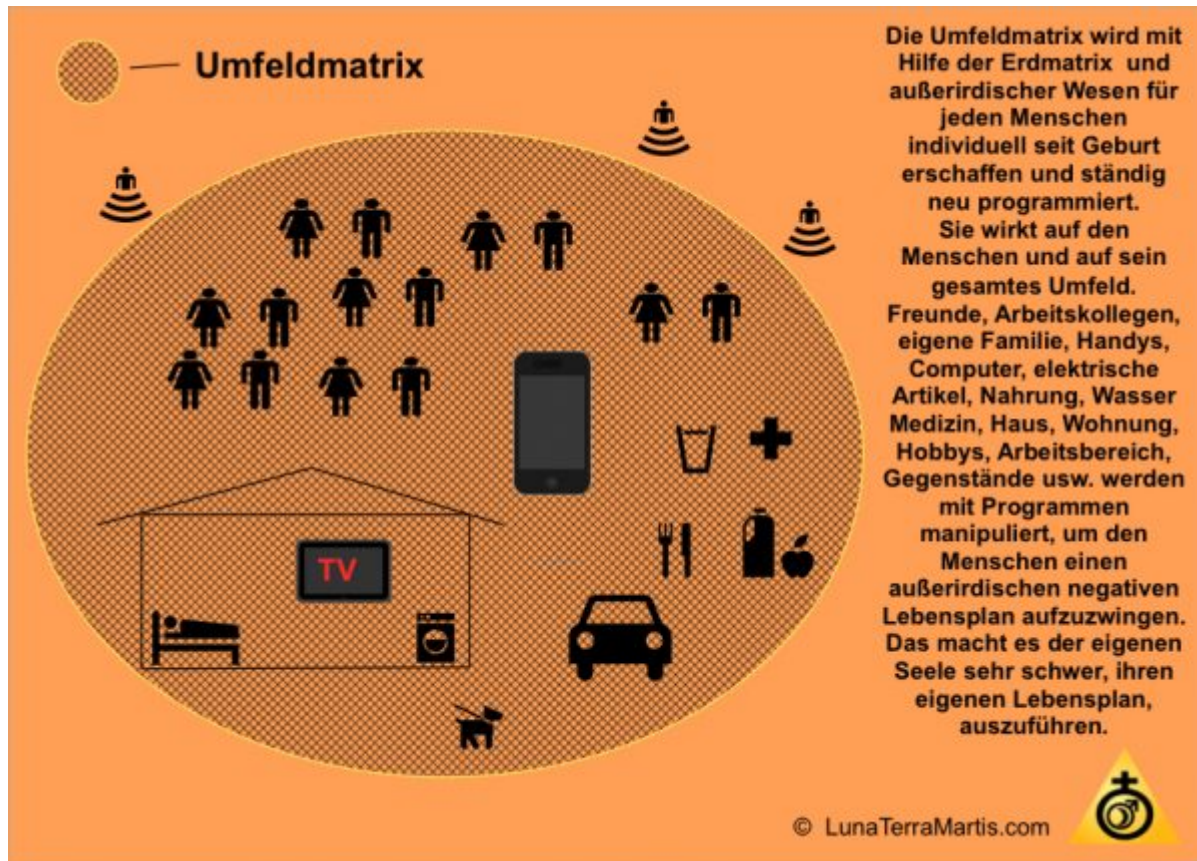 Umfeldmatrix
Die Umfeldmatrix wird mit
Hilfe der Erdmatrix und
außerirdischer Wesen für
jeden Menschen
individuell seit Geburt
erschaffen und ständig
neu programmiert.
Sie wirkt auf den
Menschen und auf sein
gesamtes Umfeld.
Freunde, Arbeitskollegen,
eigene Familie, Handys,
Computer, elektrische
Artikel, Nahrung, Wasser
Medizin, Haus, Wohnung,
Hobbys, Arbeitsbereich,
Gegenstände usw. werden
mit Programmen
manipuliert, um den
Menschen einen
außerirdischen negativen
Lebensplan aufzuzwingen.
Das macht es der eigenen
Seele sehr schwer, ihren
eigenen Lebensplan,
auszuführen.
TV
© LunaTerraMartis.com